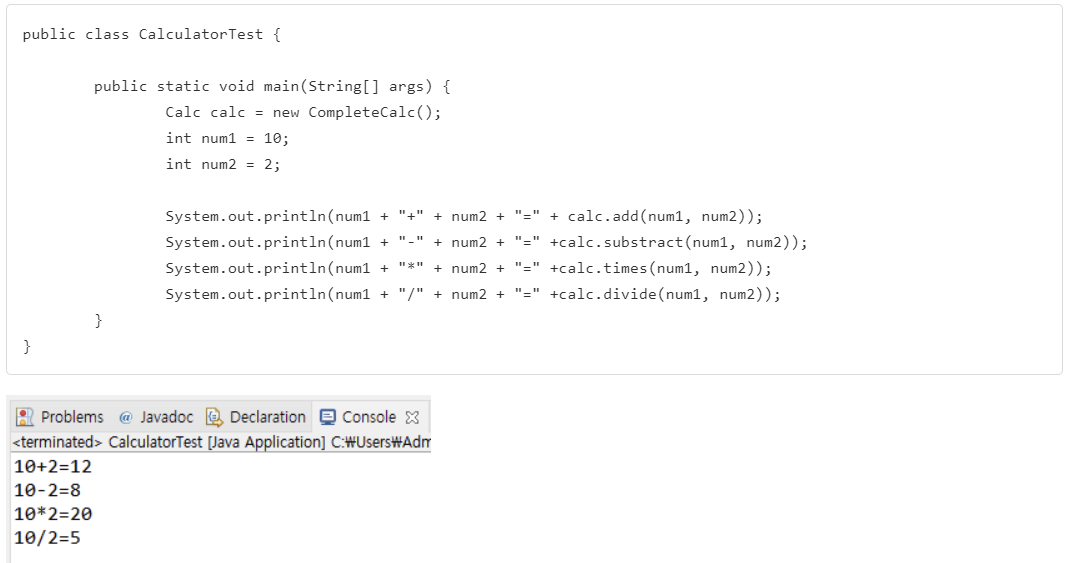 public class CalculatorTest {
public static void main(String[] args) {
Calc calc = new CompleteCalc();
int num1 = 10;
int num2 = 2;
System.out.println(num1 + "+" + num2 + "=" + calc.add(num1, num2));
System.out.println(num1 + "-" + num2 + "=" +calc.substract(num1, num2));
System.out.println(num1 + "*" + num2 + "=" +calc.times(num1, num2));
System.out.println(num1 + "/" + num2 + "=" +calc.divide(num1, num2));
}
}
Problems @ Javadoc Declaration Console
<terminated> CalculatorTest [Java Application] C:₩Users₩Adm
10+2=12
10-2=8
10*2=20
10/2=5